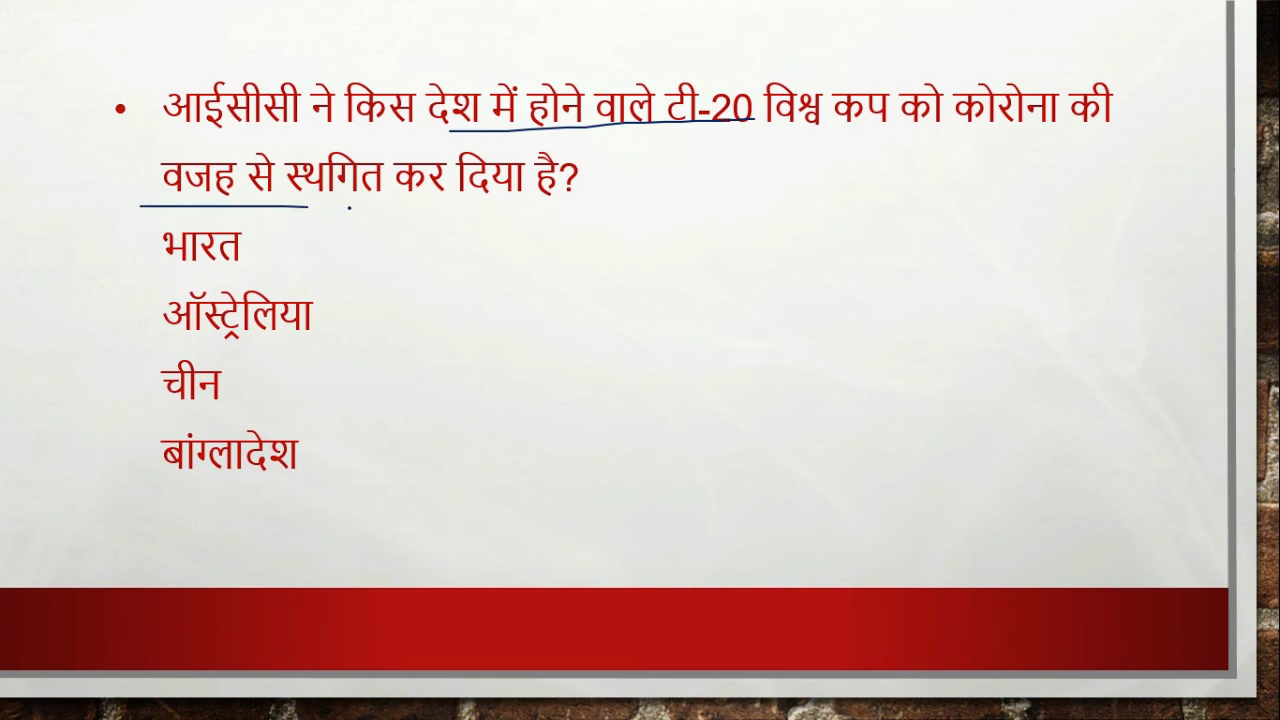 • आईसीसी ने किस देश में होने वाले टी-20 विश्व कप को कोरोना की
वजह से स्थगित कर दिया है?
भारत
ऑस्ट्रेलिया
चीन
बांग्लादेश